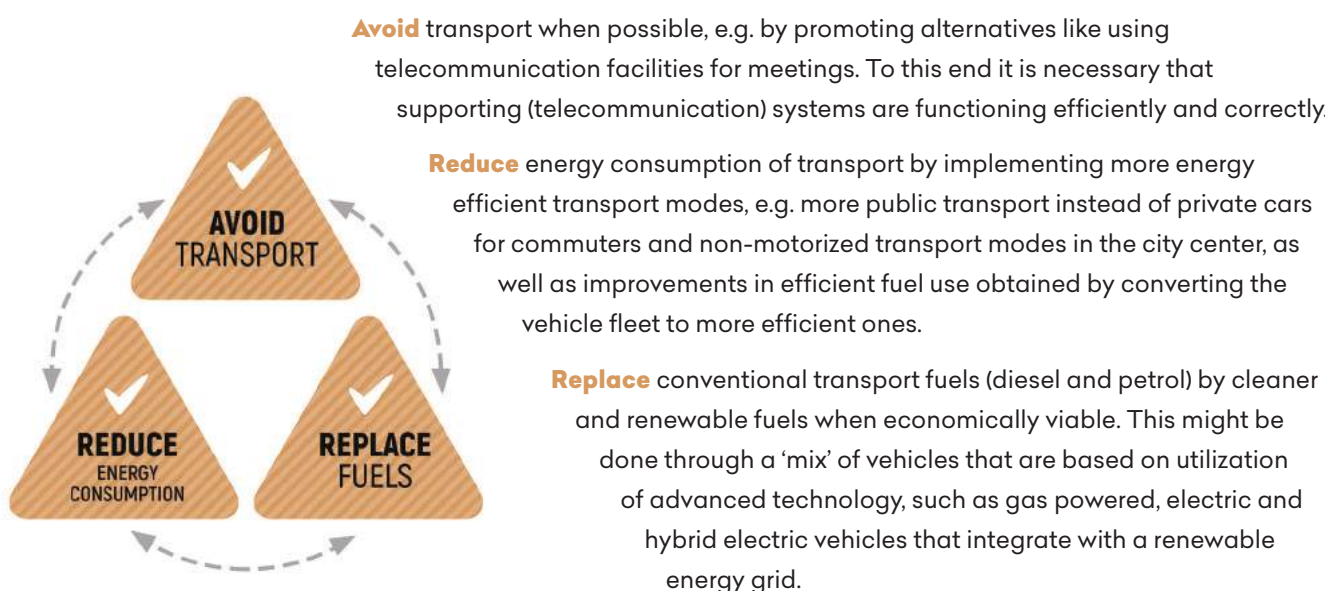 Avoid transport when possible, e.g. by promoting alternatives like using
telecommunication facilities for meetings. To this end it is necessary that
supporting (telecommunication) systems are functioning efficiently and correctly.
Reduce energy consumption of transport by implementing more energy
efficient transport modes, e.g. more public transport instead of private cars
for commuters and non-motorized transport modes in the city center, as
well as improvements in efficient fuel use obtained by converting the
vehicle fleet to more efficient ones.
Replace conventional transport fuels (diesel and petrol) by cleaner
and renewable fuels when economically viable. This might be
done through a ‘mix’ of vehicles that are based on utilization
of advanced technology, such as gas powered, electric and
hybrid electric vehicles that integrate with a renewable
energy grid.
AVOID
TRANSPORT
REDUCE
ENERGY
CONSUMPTION
REPLACE
FUELS